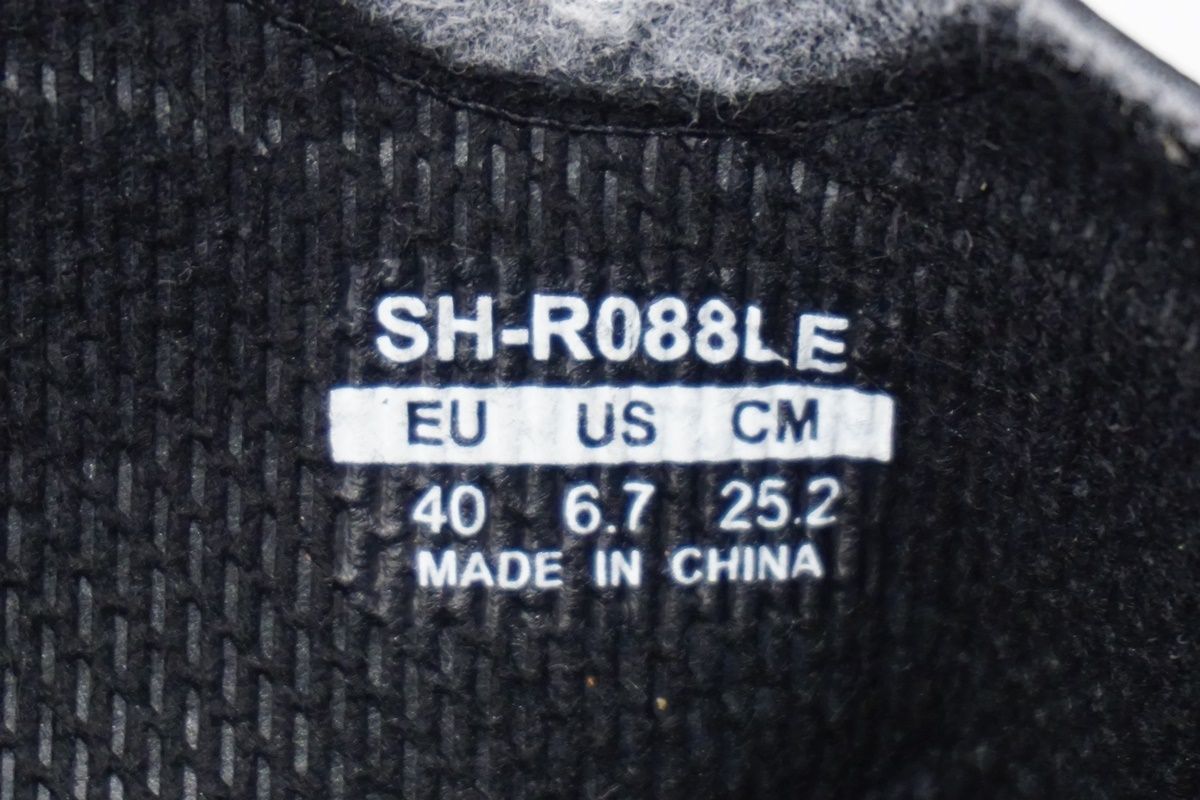 SH-R088LE
EU US CM
40 6.7 25.2
MADE IN CHINA